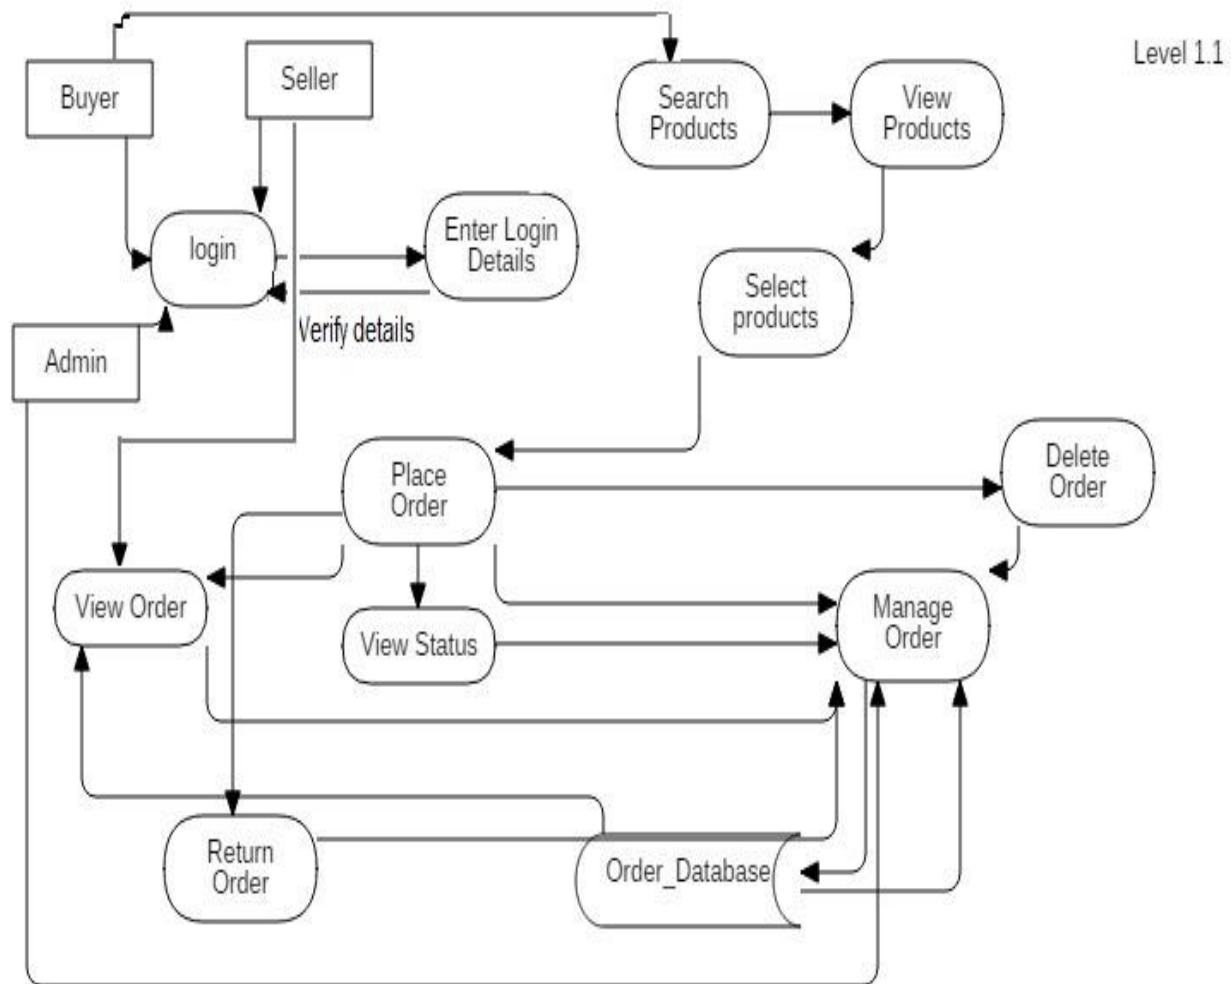 Level 1.1
Buyer
Seller
Search
Products
View
Products
login
Enter Login
Details
Verify details
Select
products
Admin
Place
Order
Delete
Order
View Order
View Status
Manage
Order
Return
Order
Order_Database